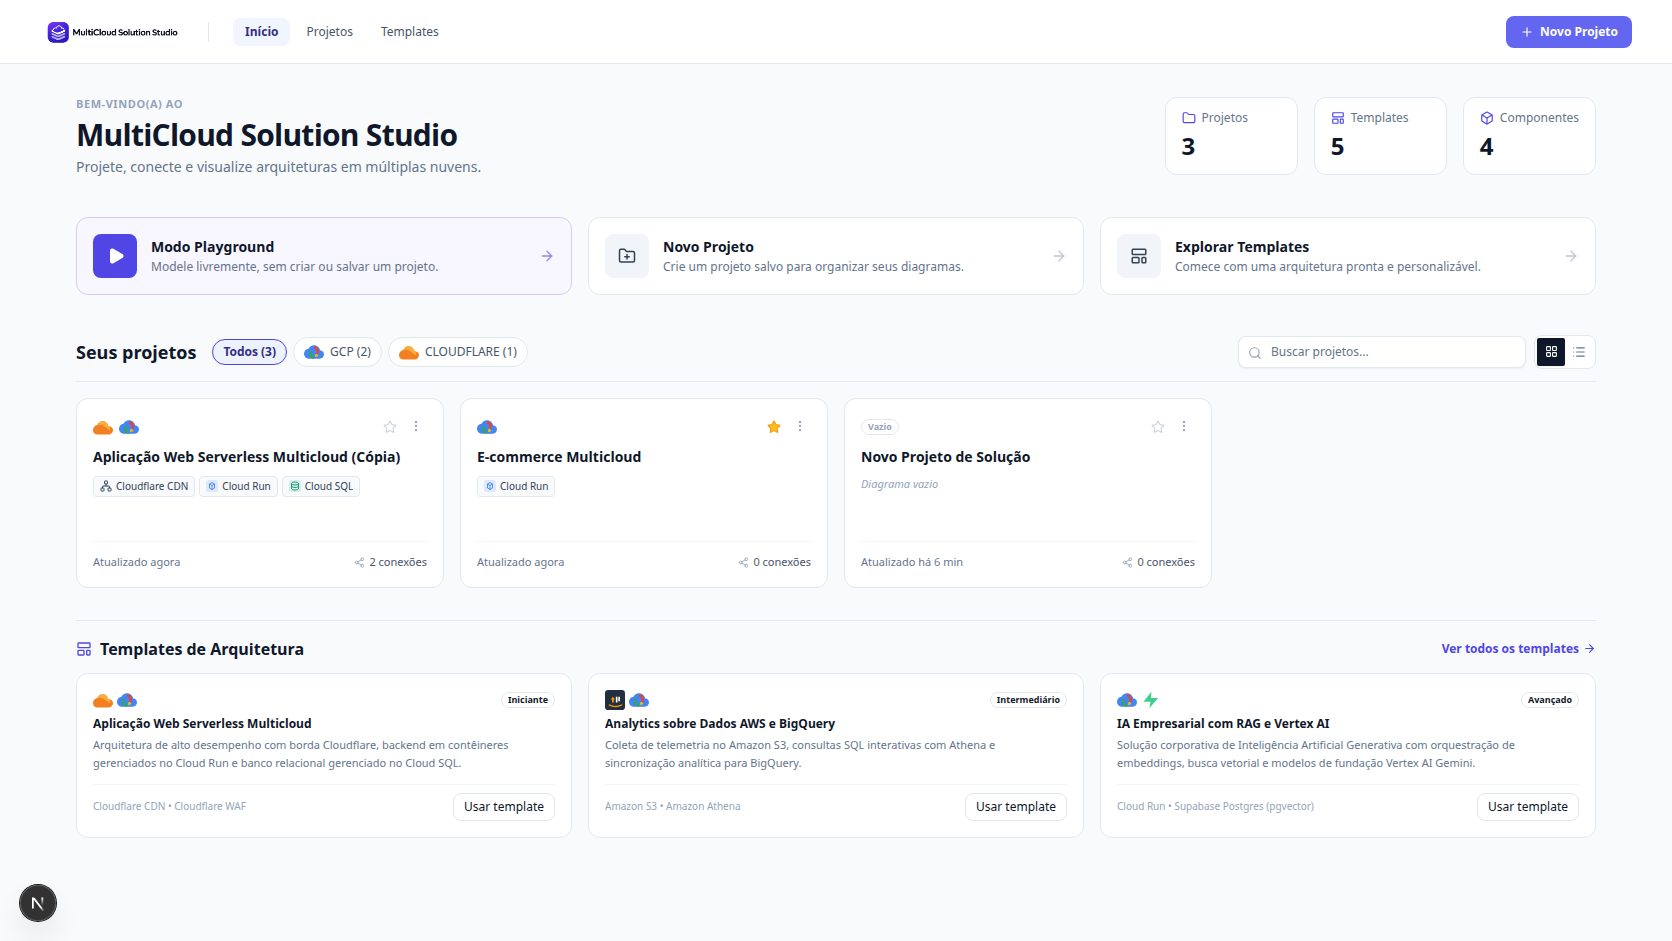 MultiCloud Solution Studio
Início
Projetos
Templates
Novo Projeto
BEM-VINDO(A) AO
MultiCloud Solution Studio
Projete, conecte e visualize arquiteturas em múltiplas nuvens.
Projetos
3
Templates
5
Componentes
4
Modo Playground
Modele livremente, sem criar ou salvar um projeto.
Novo Projeto
Crie um projeto salvo para organizar seus diagramas.
Explorar Templates
Comece com uma arquitetura pronta e personalizável.
Seus projetos
Todos (3)
GCP (2)
CLOUDFLARE (1)
Buscar projetos...
Aplicação Web Serverless Multicloud (Cópia)
Cloudflare CDN
Cloud Run
Cloud SQL
Atualizado agora
2 conexões
E-commerce Multicloud
Cloud Run
Atualizado agora
0 conexões
Vazio
Novo Projeto de Solução
Diagrama vazio
Atualizado há 6 min
0 conexões
Templates de Arquitetura
Ver todos os templates
Iniciante
Aplicação Web Serverless Multicloud
Arquitetura de alto desempenho com borda Cloudflare, backend em contêineres
gerenciados no Cloud Run e banco relacional gerenciado no Cloud SQL.
Cloudflare CDN • Cloudflare WAF
Usar template
Intermediário
Analytics sobre Dados AWS e BigQuery
Coleta de telemetria no Amazon S3, consultas SQL interativas com Athena e
sincronização analítica para BigQuery.
Amazon S3 • Amazon Athena
Usar template
Avançado
IA Empresarial com RAG e Vertex AI
Solução corporativa de Inteligência Artificial Generativa com orquestração de
embeddings, busca vetorial e modelos de fundação Vertex AI Gemini.
Cloud Run • Supabase Postgres (pgvector)
Usar template
N